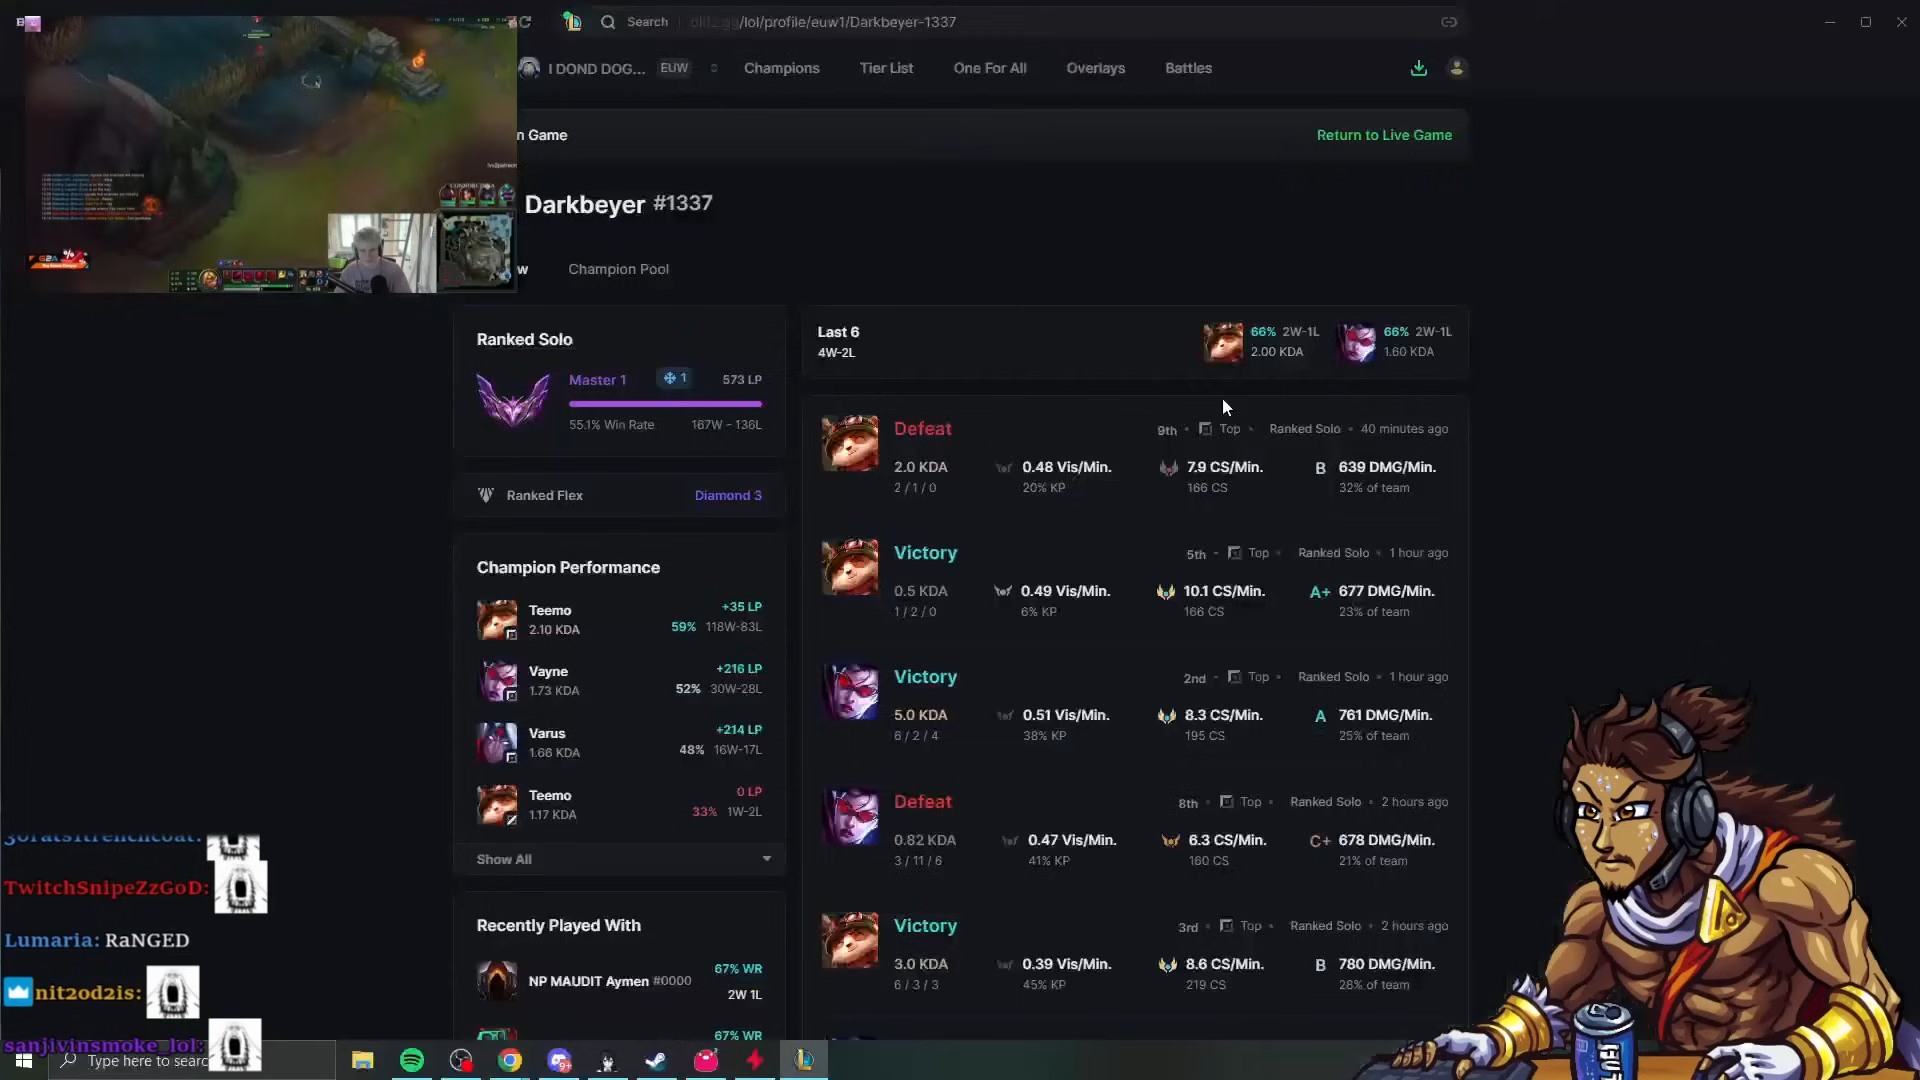 Search
/lol/profile/euw1/Darkbeyer-1337
I DOND DOG...
EUW
Champions
Tier List
One For All
Overlays
Battles
n Game
Return to Live Game
Darkbeyer #1337
w
Champion Pool
Ranked Solo
Master 1
1
573 LP
55.1% Win Rate
167W - 136L
Ranked Flex
Diamond 3
Champion Performance
Teemo
+35 LP
2.10 KDA
59% 118W-83L
Vayne
+216 LP
1.73 KDA
52% 30W-28L
Varus
+214 LP
1.66 KDA
48% 16W-17L
Teemo
0 LP
1.17 KDA
33% 1W-2L
Show All
Recently Played With
NP MAUDIT Aymen #0000
67% WR
2W 1L
67% WR
Last 6
4W-2L
66% 2W-1L
2.00 KDA
66% 2W-1L
1.60 KDA
Defeat
9th • Top • Ranked Solo • 40 minutes ago
2.0 KDA
0.48 Vis/Min.
7.9 CS/Min.
B 639 DMG/Min.
2 / 1 / 0
20% KP
166 CS
32% of team
Victory
5th • Top • Ranked Solo • 1 hour ago
0.5 KDA
0.49 Vis/Min.
10.1 CS/Min.
A+ 677 DMG/Min.
1 / 2 / 0
6% KP
166 CS
23% of team
Victory
2nd • Top • Ranked Solo • 1 hour ago
5.0 KDA
0.51 Vis/Min.
8.3 CS/Min.
A 761 DMG/Min.
6 / 2 / 4
38% KP
195 CS
25% of team
Defeat
8th • Top • Ranked Solo • 2 hours ago
0.82 KDA
0.47 Vis/Min.
6.3 CS/Min.
C+ 678 DMG/Min.
3 / 11 / 6
41% KP
160 CS
21% of team
Victory
3rd • Top • Ranked Solo • 2 hours ago
3.0 KDA
0.39 Vis/Min.
8.6 CS/Min.
B 780 DMG/Min.
6 / 3 / 3
45% KP
219 CS
28% of team
TwitchSnipeZzGoD:
Lumaria: RaNGED
nit2od2is:
sanjivinsmoke_lol:
Type here to searc